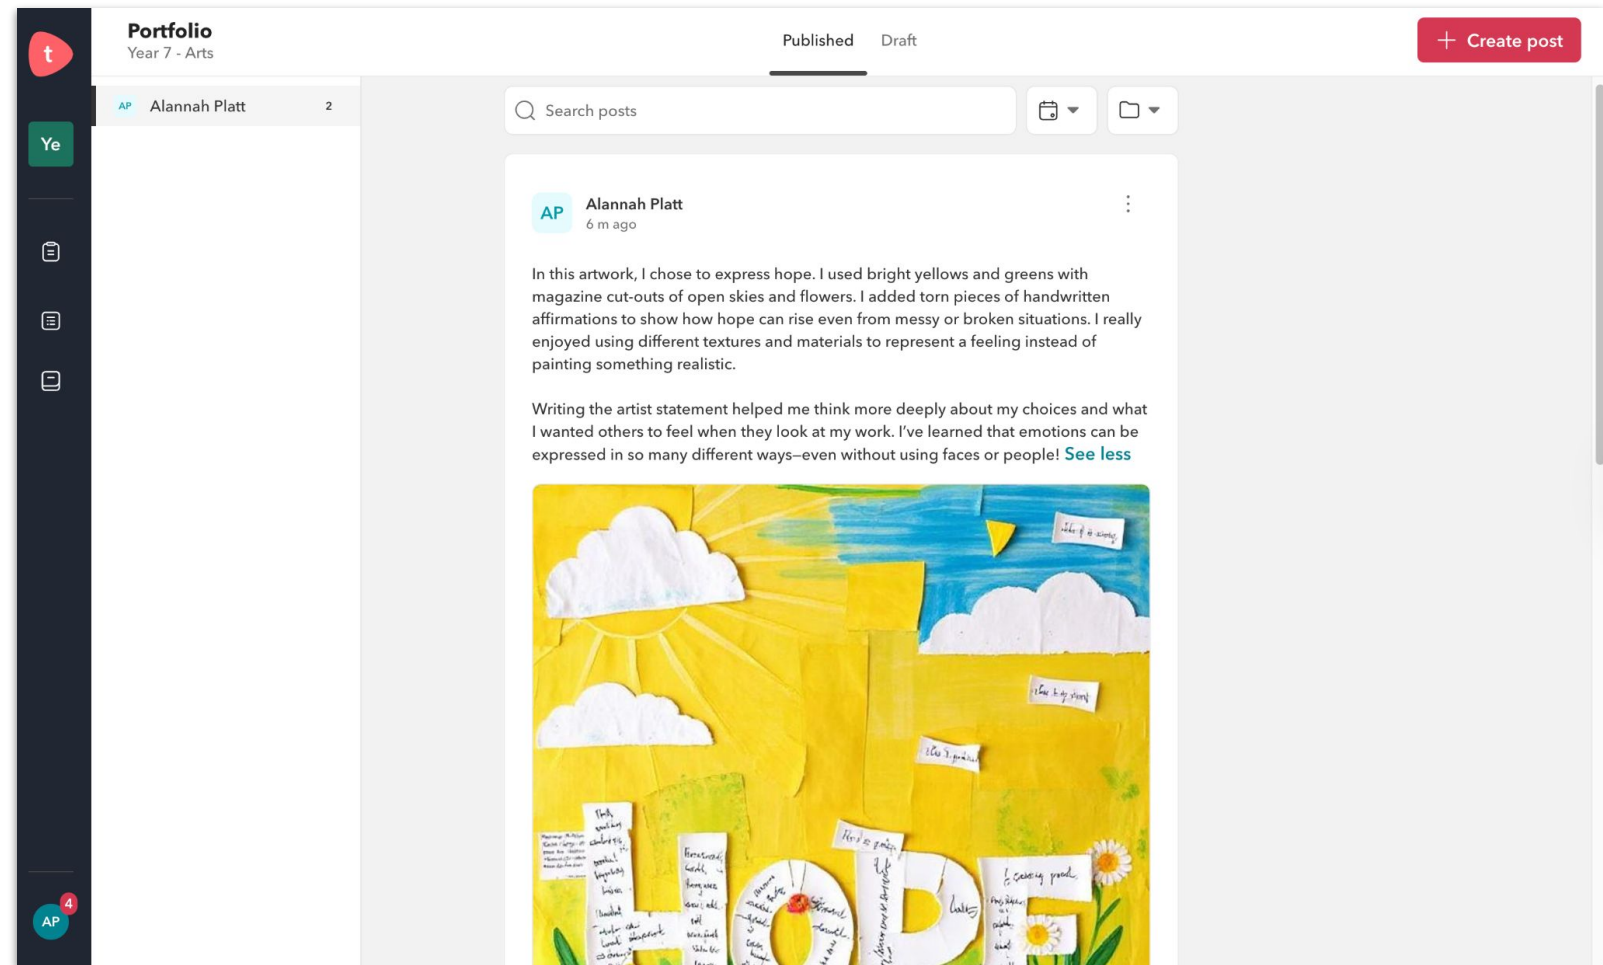 t
Portfolio
Year 7 - Arts
Published
Draft
Create post
AP
Alannah Platt
2
Ye
Search posts
AP
Alannah Platt
6 m ago
In this artwork, I chose to express hope. I used bright yellows and greens with
magazine cut-outs of open skies and flowers. I added torn pieces of handwritten
affirmations to show how hope can rise even from messy or broken situations. I really
enjoyed using different textures and materials to represent a feeling instead of
painting something realistic.
Writing the artist statement helped me think more deeply about my choices and what
I wanted others to feel when they look at my work. I’ve learned that emotions can be
expressed in so many different ways—even without using faces or people! See less
HOPE
4
AP